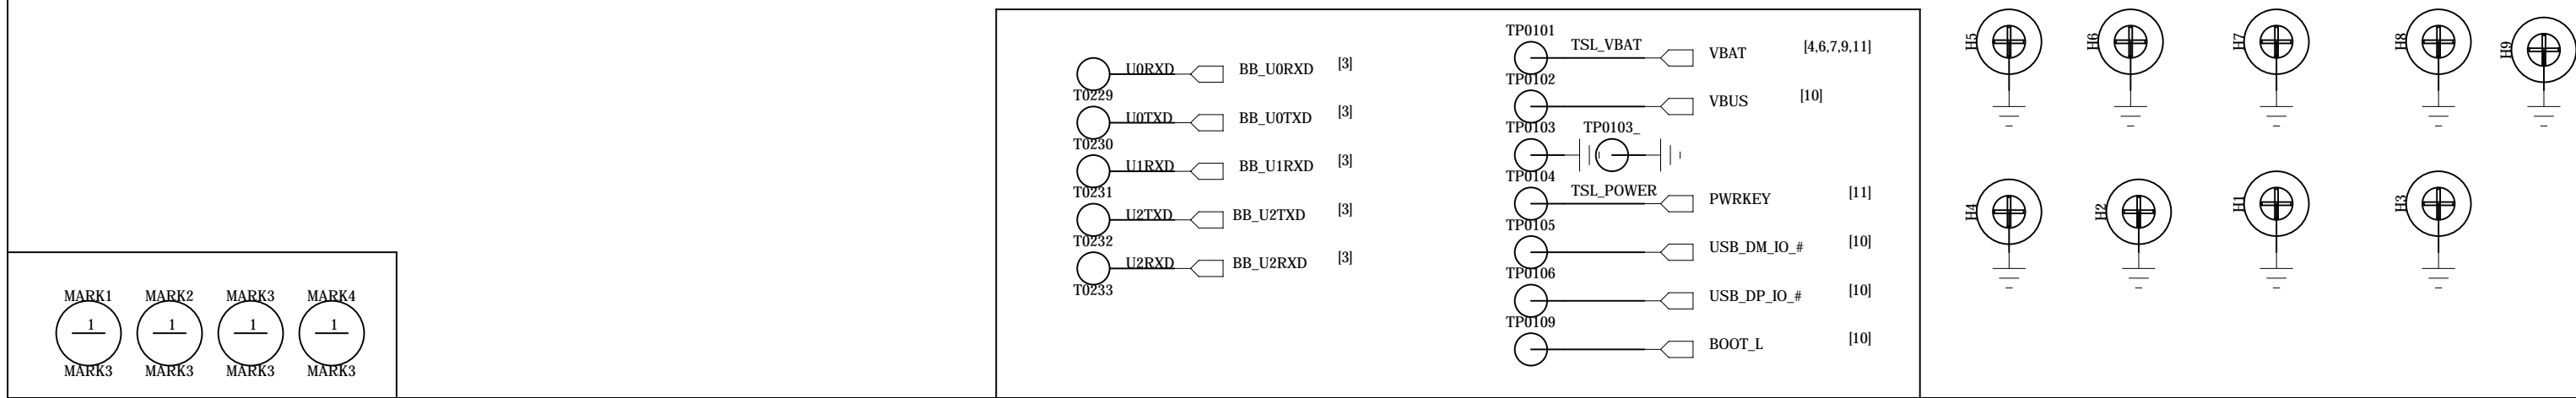 MARK1 MARK2 MARK3 MARK4
1 1 1 1
MARK3 MARK3 MARK3 MARK3
U0RXD BB_U0RXD [3]
T0229
U0TXD BB_U0TXD [3]
T0230
U1RXD BB_U1RXD [3]
T0231
U2TXD BB_U2TXD [3]
T0232
U2RXD BB_U2RXD [3]
T0233
TP0101
TSL_VBAT VBAT [4,6,7,9,11]
TP0102
VBUS [10]
TP0103 TP0103_
TP0104
TSL_POWER PWRKEY [11]
TP0105
USB_DM_IO_# [10]
TP0106
USB_DP_IO_# [10]
TP0109
BOOT_L [10]
H5 H6 H7 H8 H9
H4 H2 H1 H3